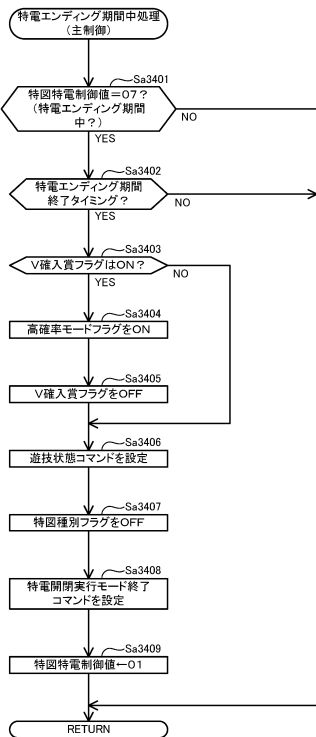 特電エンディング期間中処理
(主制御)
Sa3401
特図特電制御値=07?
(特電エンディング期間
中?)
NO
YES
Sa3402
特電エンディング期間
終了タイミング?
NO
YES
Sa3403
V確入賞フラグはON?
NO
YES
Sa3404
高確率モードフラグをON
Sa3405
V確入賞フラグをOFF
Sa3406
遊技状態コマンドを設定
Sa3407
特図種別フラグをOFF
Sa3408
特電開閉実行モード終了
コマンドを設定
Sa3409
特図特電制御値←01
RETURN